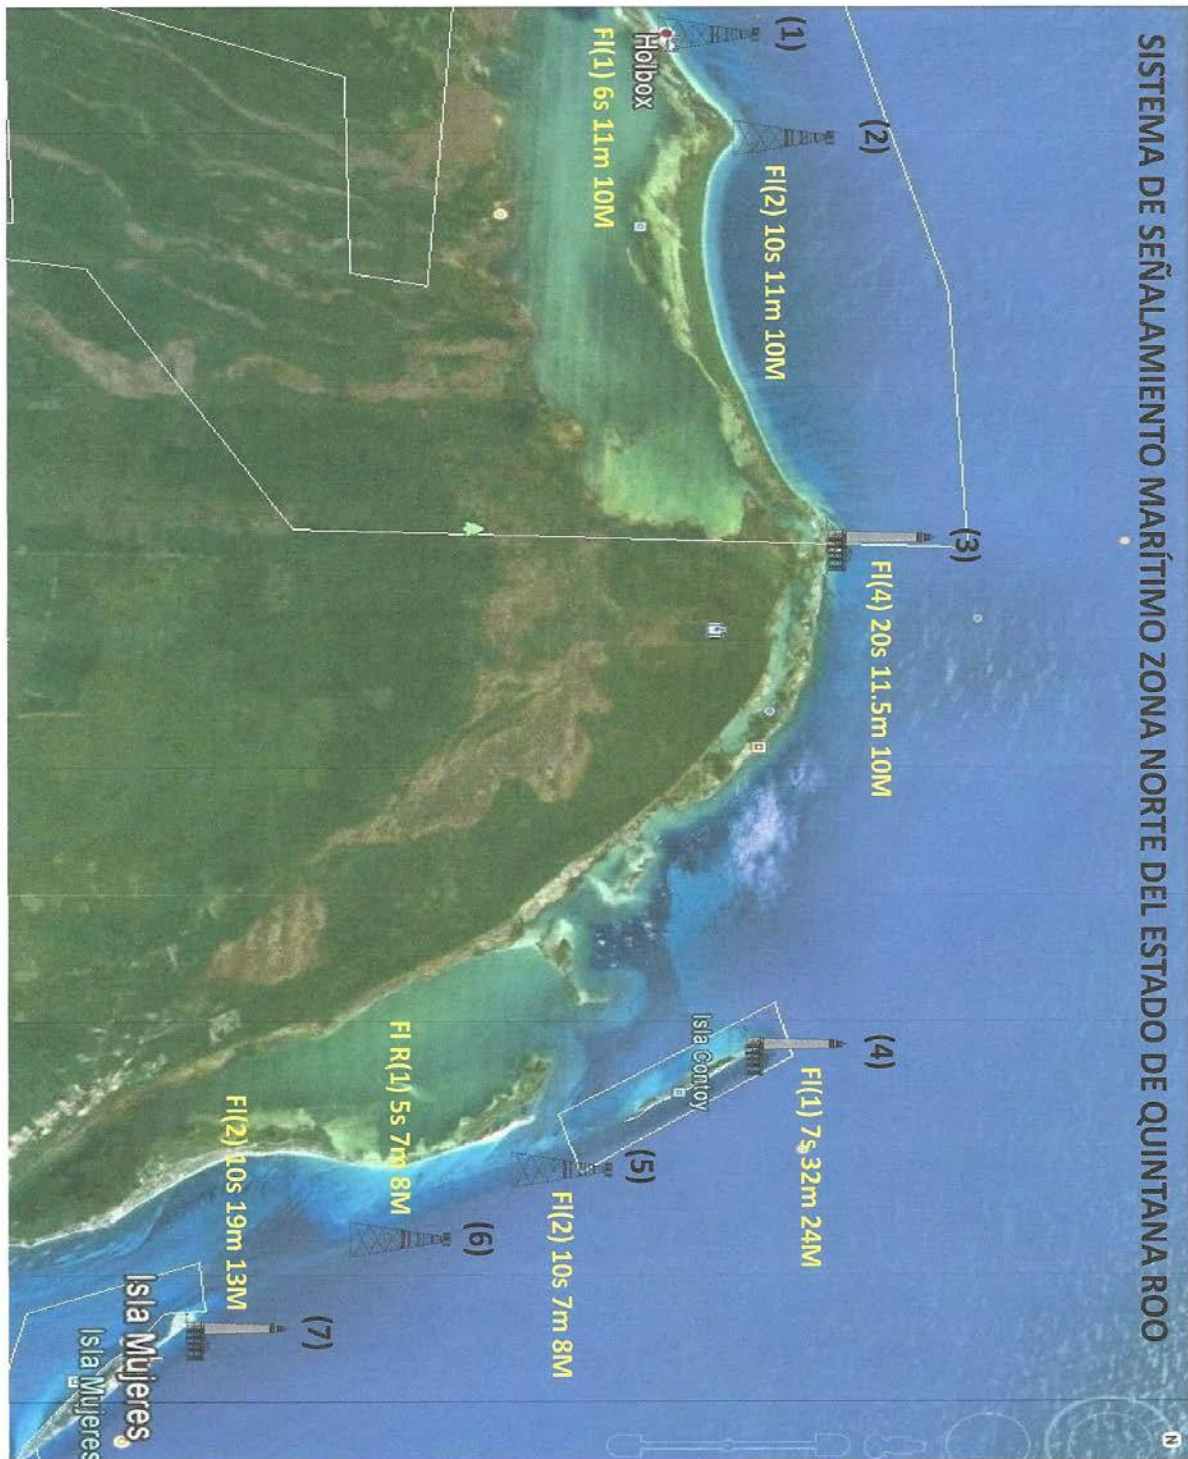 SISTEMA DE SEÑALAMIENTO MARÍTIMO ZONA NORTE DEL ESTADO DE QUINTANA ROO
(1)
Holbox
Fl(1) 6s 11m 10M
(2)
Fl(2) 10s 11m 10M
(3)
Fl(4) 20s 11.5m 10M
(4)
Fl(1) 7s 32m 24M
Isla Contoy
(5)
Fl(2) 10s 7m 8M
(6)
Fl R(1) 5s 7m 8M
(7)
Fl(2) 10s 19m 13M
Isla Mujeres
Isla Mujeres
N